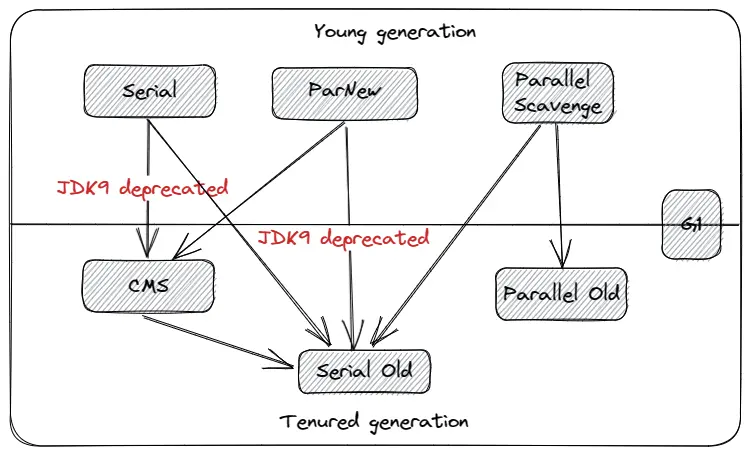 Young generation
Serial
ParNew
Parallel
Scavenge
JDK9 deprecated
G1
JDK9 deprecated
CMS
Parallel Old
Serial Old
Tenured generation